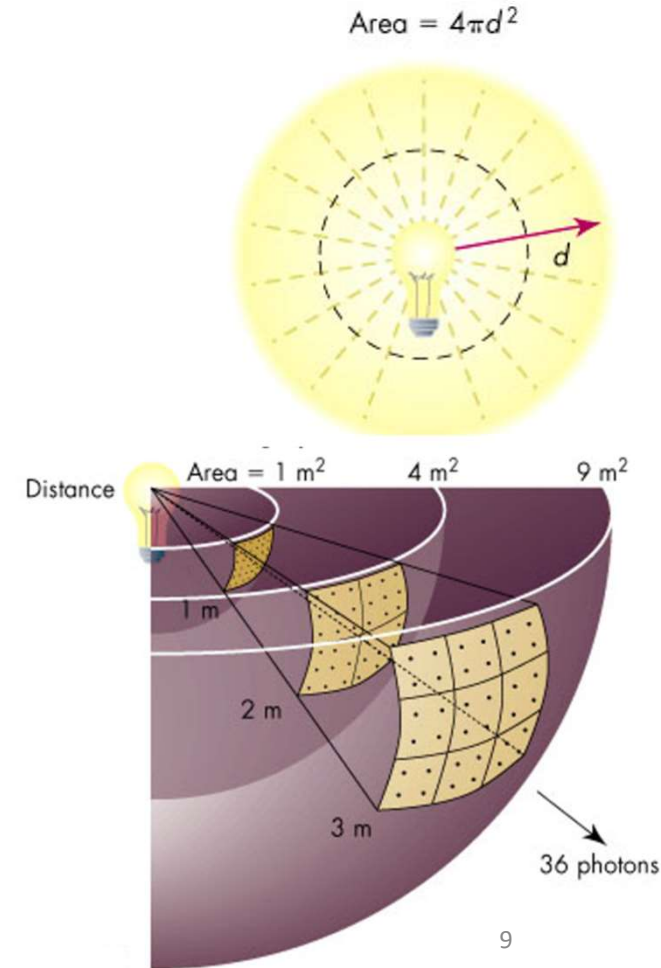 Area = 4πd²
d
Distance
Area = 1 m²
4 m²
9 m²
1 m
2 m
3 m
36 photons
9